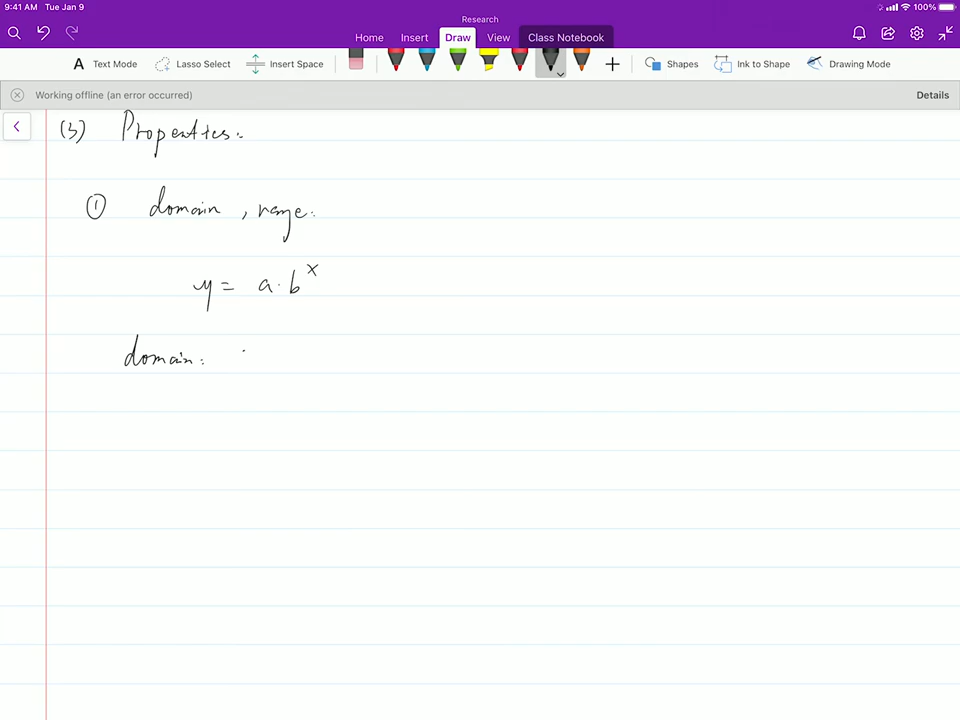 9:41 AM Tue Jan 9 100%
Research
Home Insert Draw View Class Notebook
A Text Mode Lasso Select Insert Space Shapes Ink to Shape Drawing Mode
Working offline (an error occurred) Details
(3) Properties:
① domain, range:
y = a · b^x
domain: